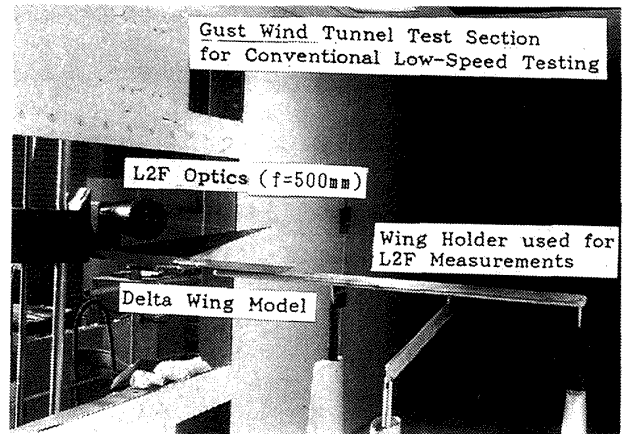 Gust Wind Tunnel Test Section
for Conventional Low-Speed Testing
L2F Optics (f=500mm)
Wing Holder used for
L2F Measurements
Delta Wing Model